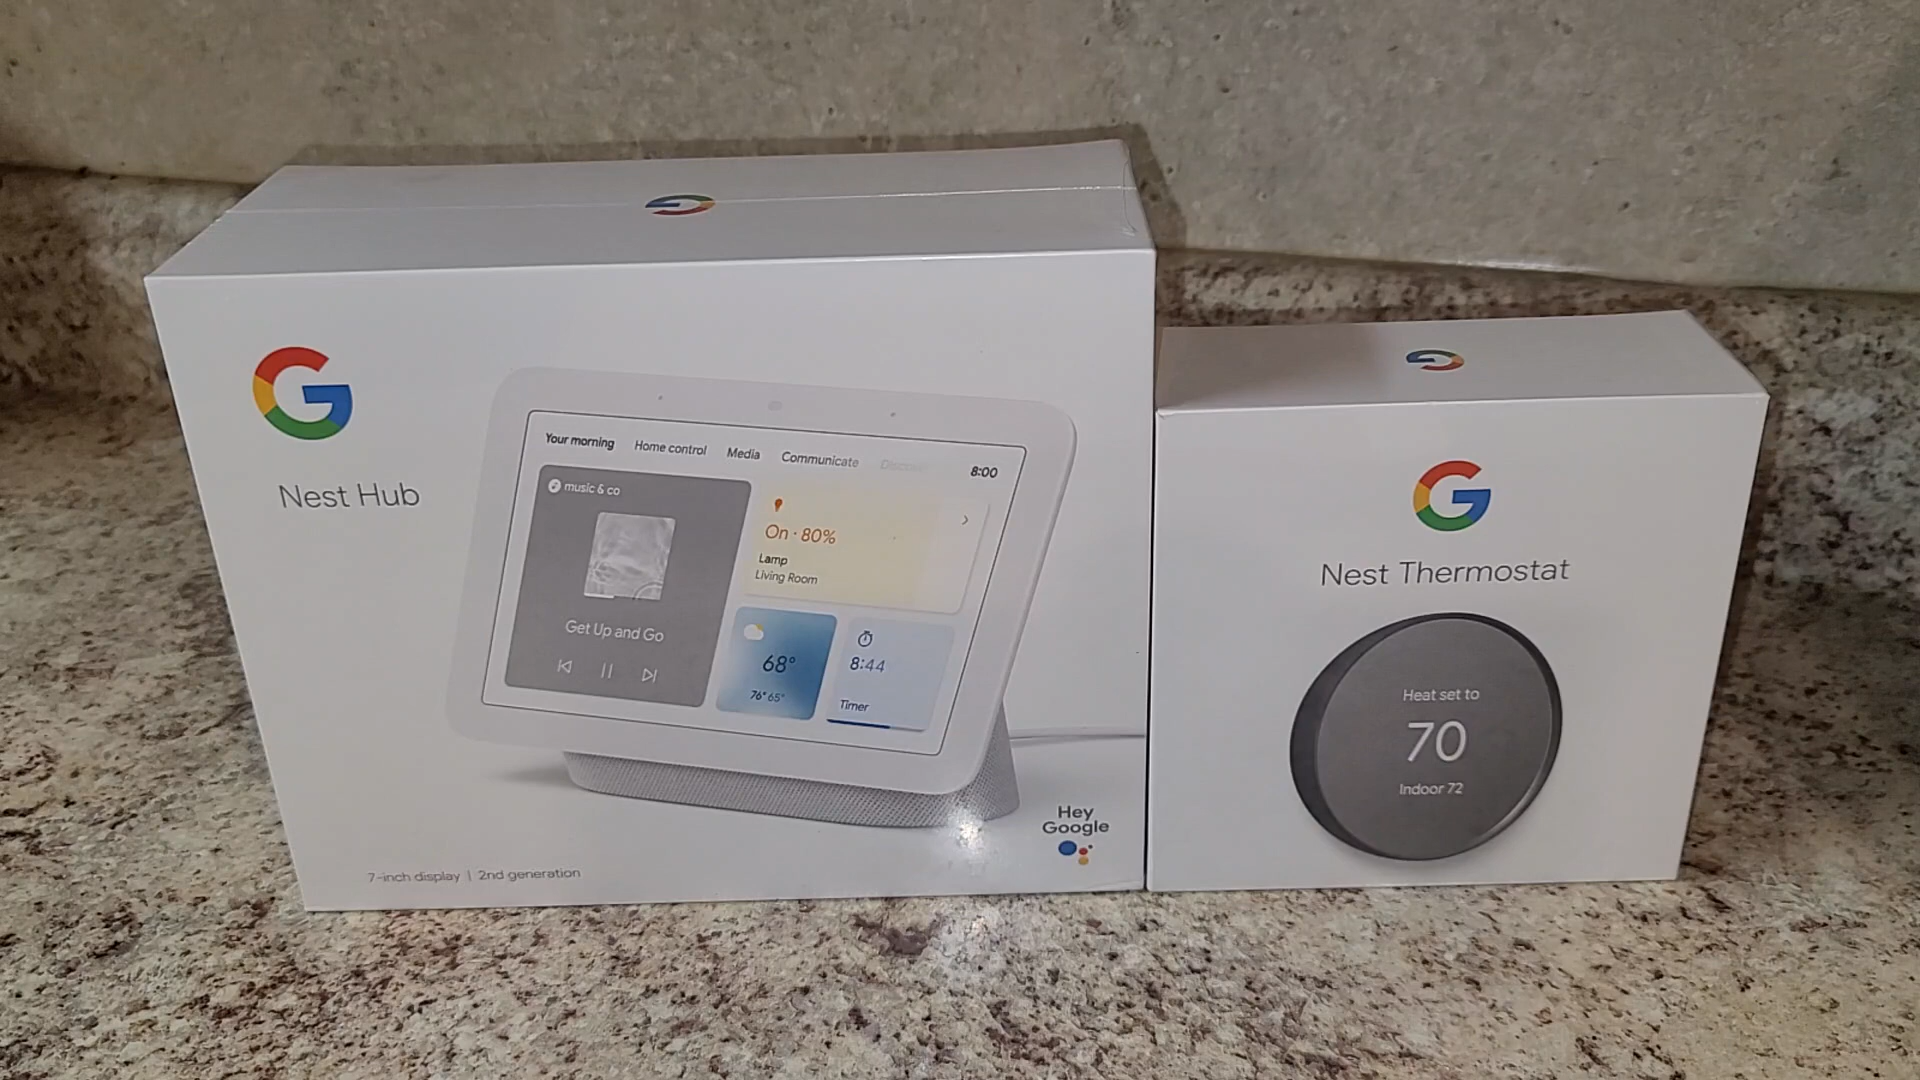 G
Nest Hub
Your morning Home control Media Communicate Discover 8:00
music & co
Get Up and Go
On · 80%
Lamp
Living Room
68°
76° 65°
8:44
Timer
Hey
Google
7-inch display | 2nd generation
G
Nest Thermostat
Heat set to
70
Indoor 72